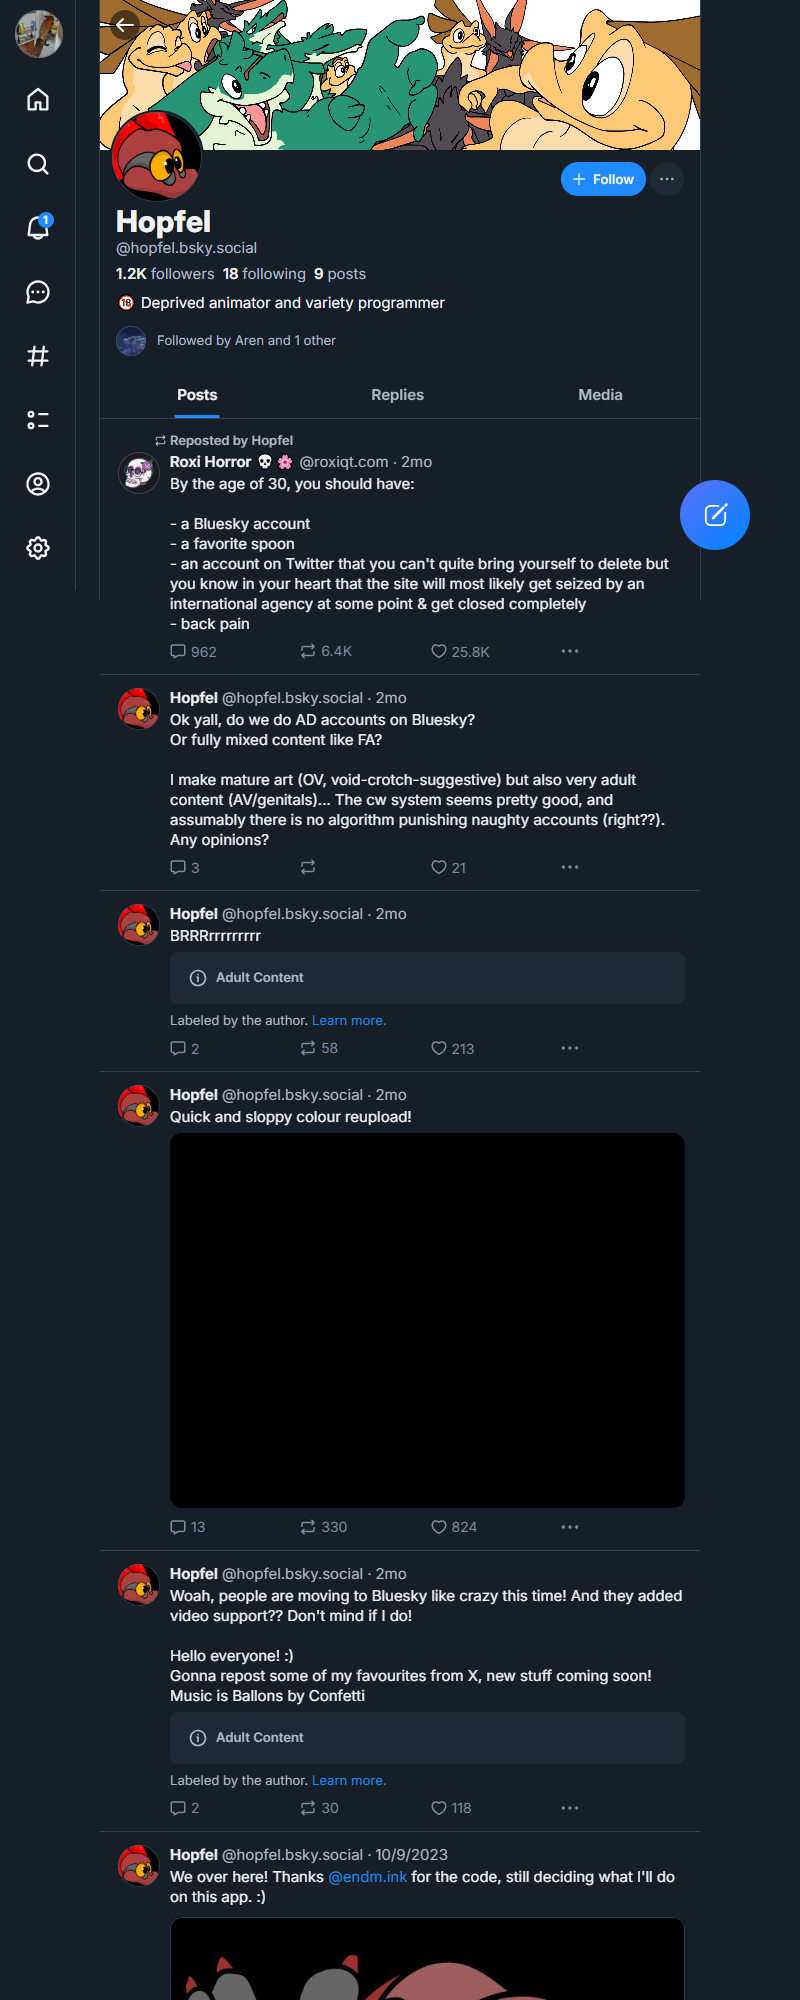 1
+ Follow
Hopfel
@hopfel.bsky.social
1.2K followers 18 following 9 posts
🔞 Deprived animator and variety programmer
Followed by Aren and 1 other
Posts Replies Media
Reposted by Hopfel
Roxi Horror 💀 🌸 @roxiqt.com · 2mo
By the age of 30, you should have:
- a Bluesky account
- a favorite spoon
- an account on Twitter that you can't quite bring yourself to delete but
you know in your heart that the site will most likely get seized by an
international agency at some point & get closed completely
- back pain
962 6.4K 25.8K
Hopfel @hopfel.bsky.social · 2mo
Ok yall, do we do AD accounts on Bluesky?
Or fully mixed content like FA?
I make mature art (OV, void-crotch-suggestive) but also very adult
content (AV/genitals)... The cw system seems pretty good, and
assumably there is no algorithm punishing naughty accounts (right??).
Any opinions?
3 21
Hopfel @hopfel.bsky.social · 2mo
BRRRrrrrrrrrr
Adult Content
Labeled by the author. Learn more.
2 58 213
Hopfel @hopfel.bsky.social · 2mo
Quick and sloppy colour reupload!
13 330 824
Hopfel @hopfel.bsky.social · 2mo
Woah, people are moving to Bluesky like crazy this time! And they added
video support?? Don't mind if I do!
Hello everyone! :)
Gonna repost some of my favourites from X, new stuff coming soon!
Music is Ballons by Confetti
Adult Content
Labeled by the author. Learn more.
2 30 118
Hopfel @hopfel.bsky.social · 10/9/2023
We over here! Thanks @endm.ink for the code, still deciding what I'll do
on this app. :)